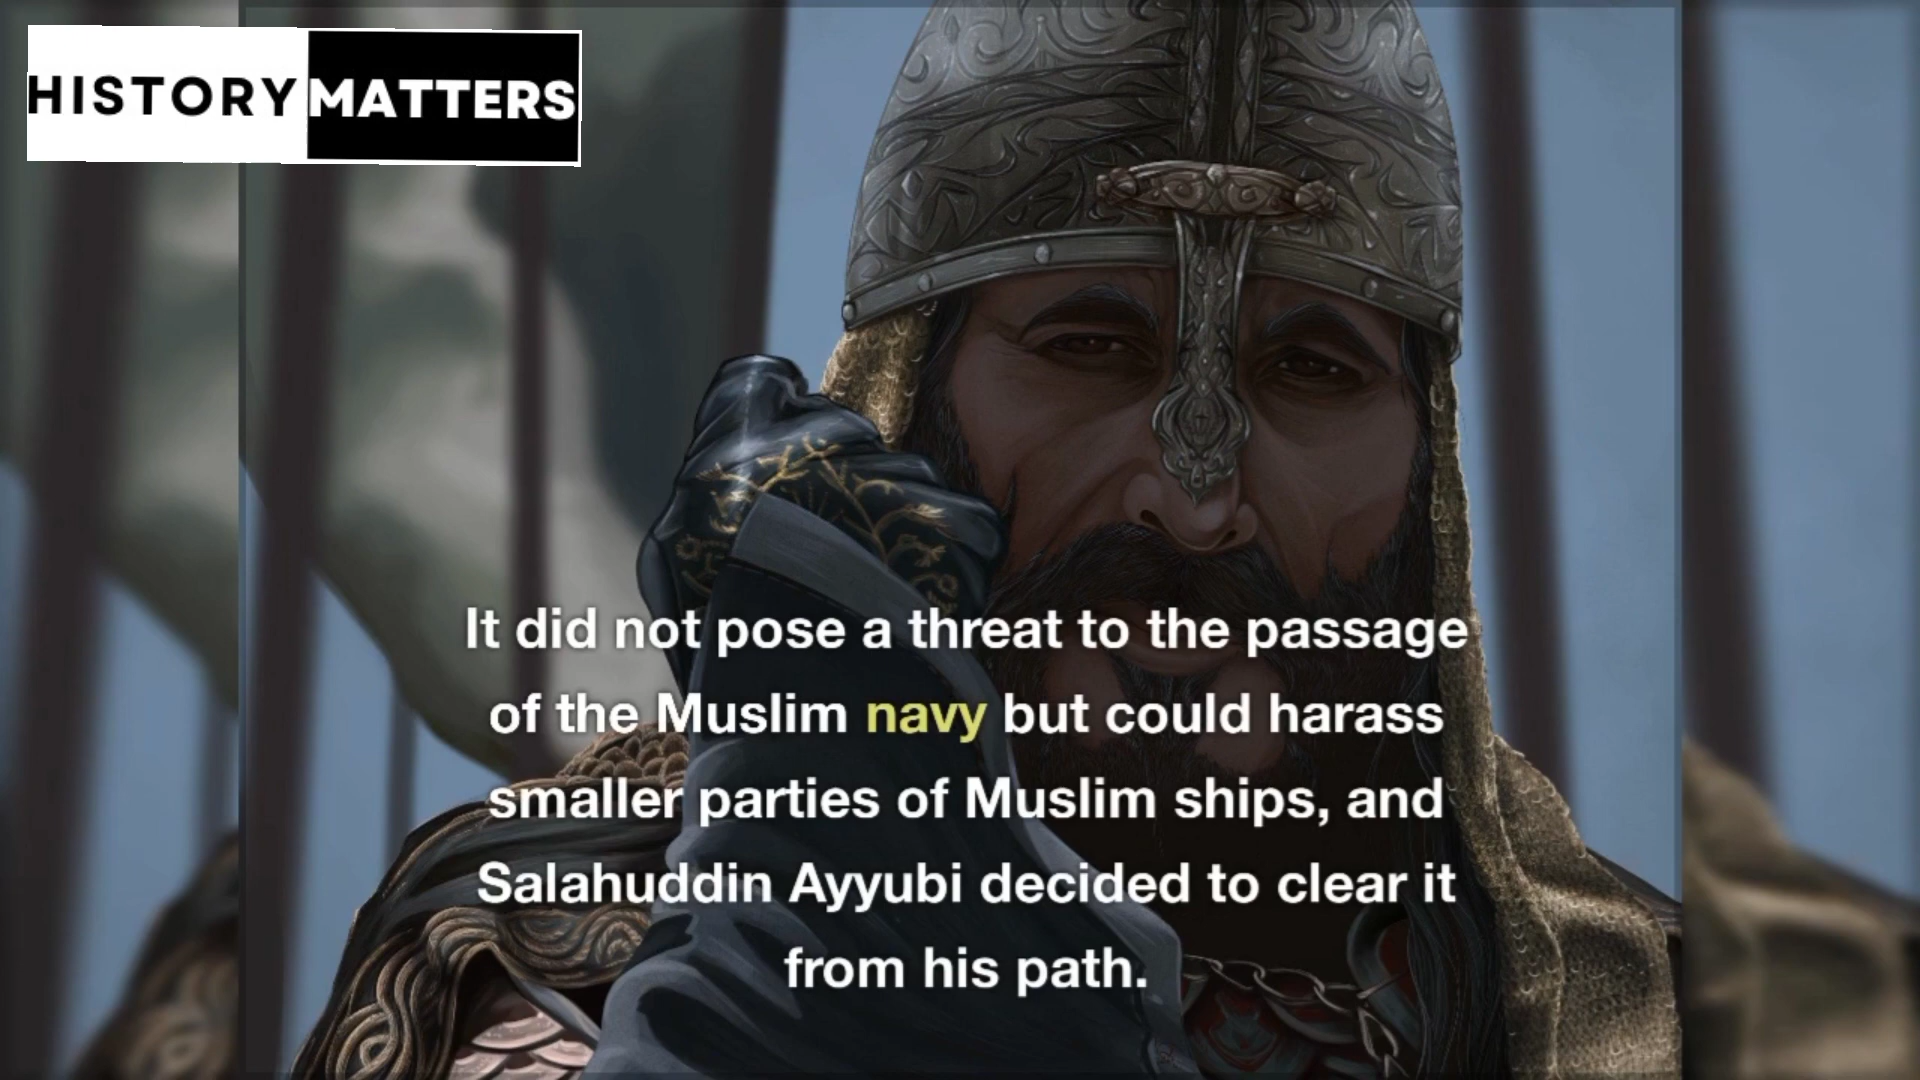 HISTORY MATTERS
It did not pose a threat to the passage
of the Muslim navy but could harass
smaller parties of Muslim ships, and
Salahuddin Ayyubi decided to clear it
from his path.